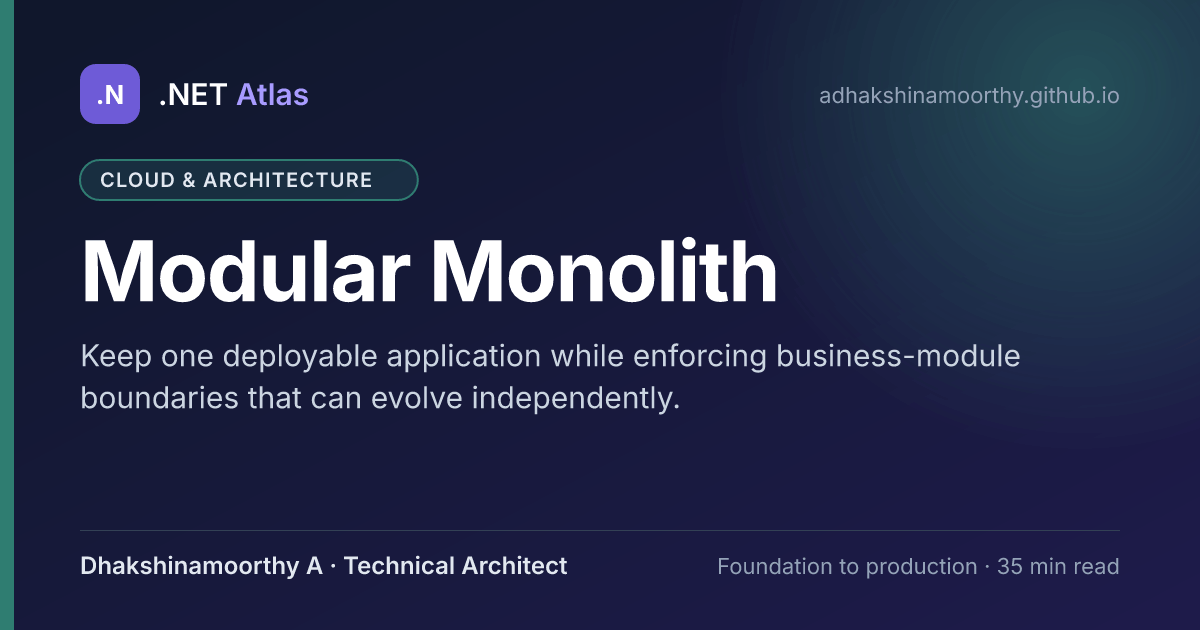 .N
.NET Atlas
adhakshinamoorthy.github.io
CLOUD & ARCHITECTURE
Modular Monolith
Keep one deployable application while enforcing business-module
boundaries that can evolve independently.
Dhakshinamoorthy A · Technical Architect
Foundation to production · 35 min read